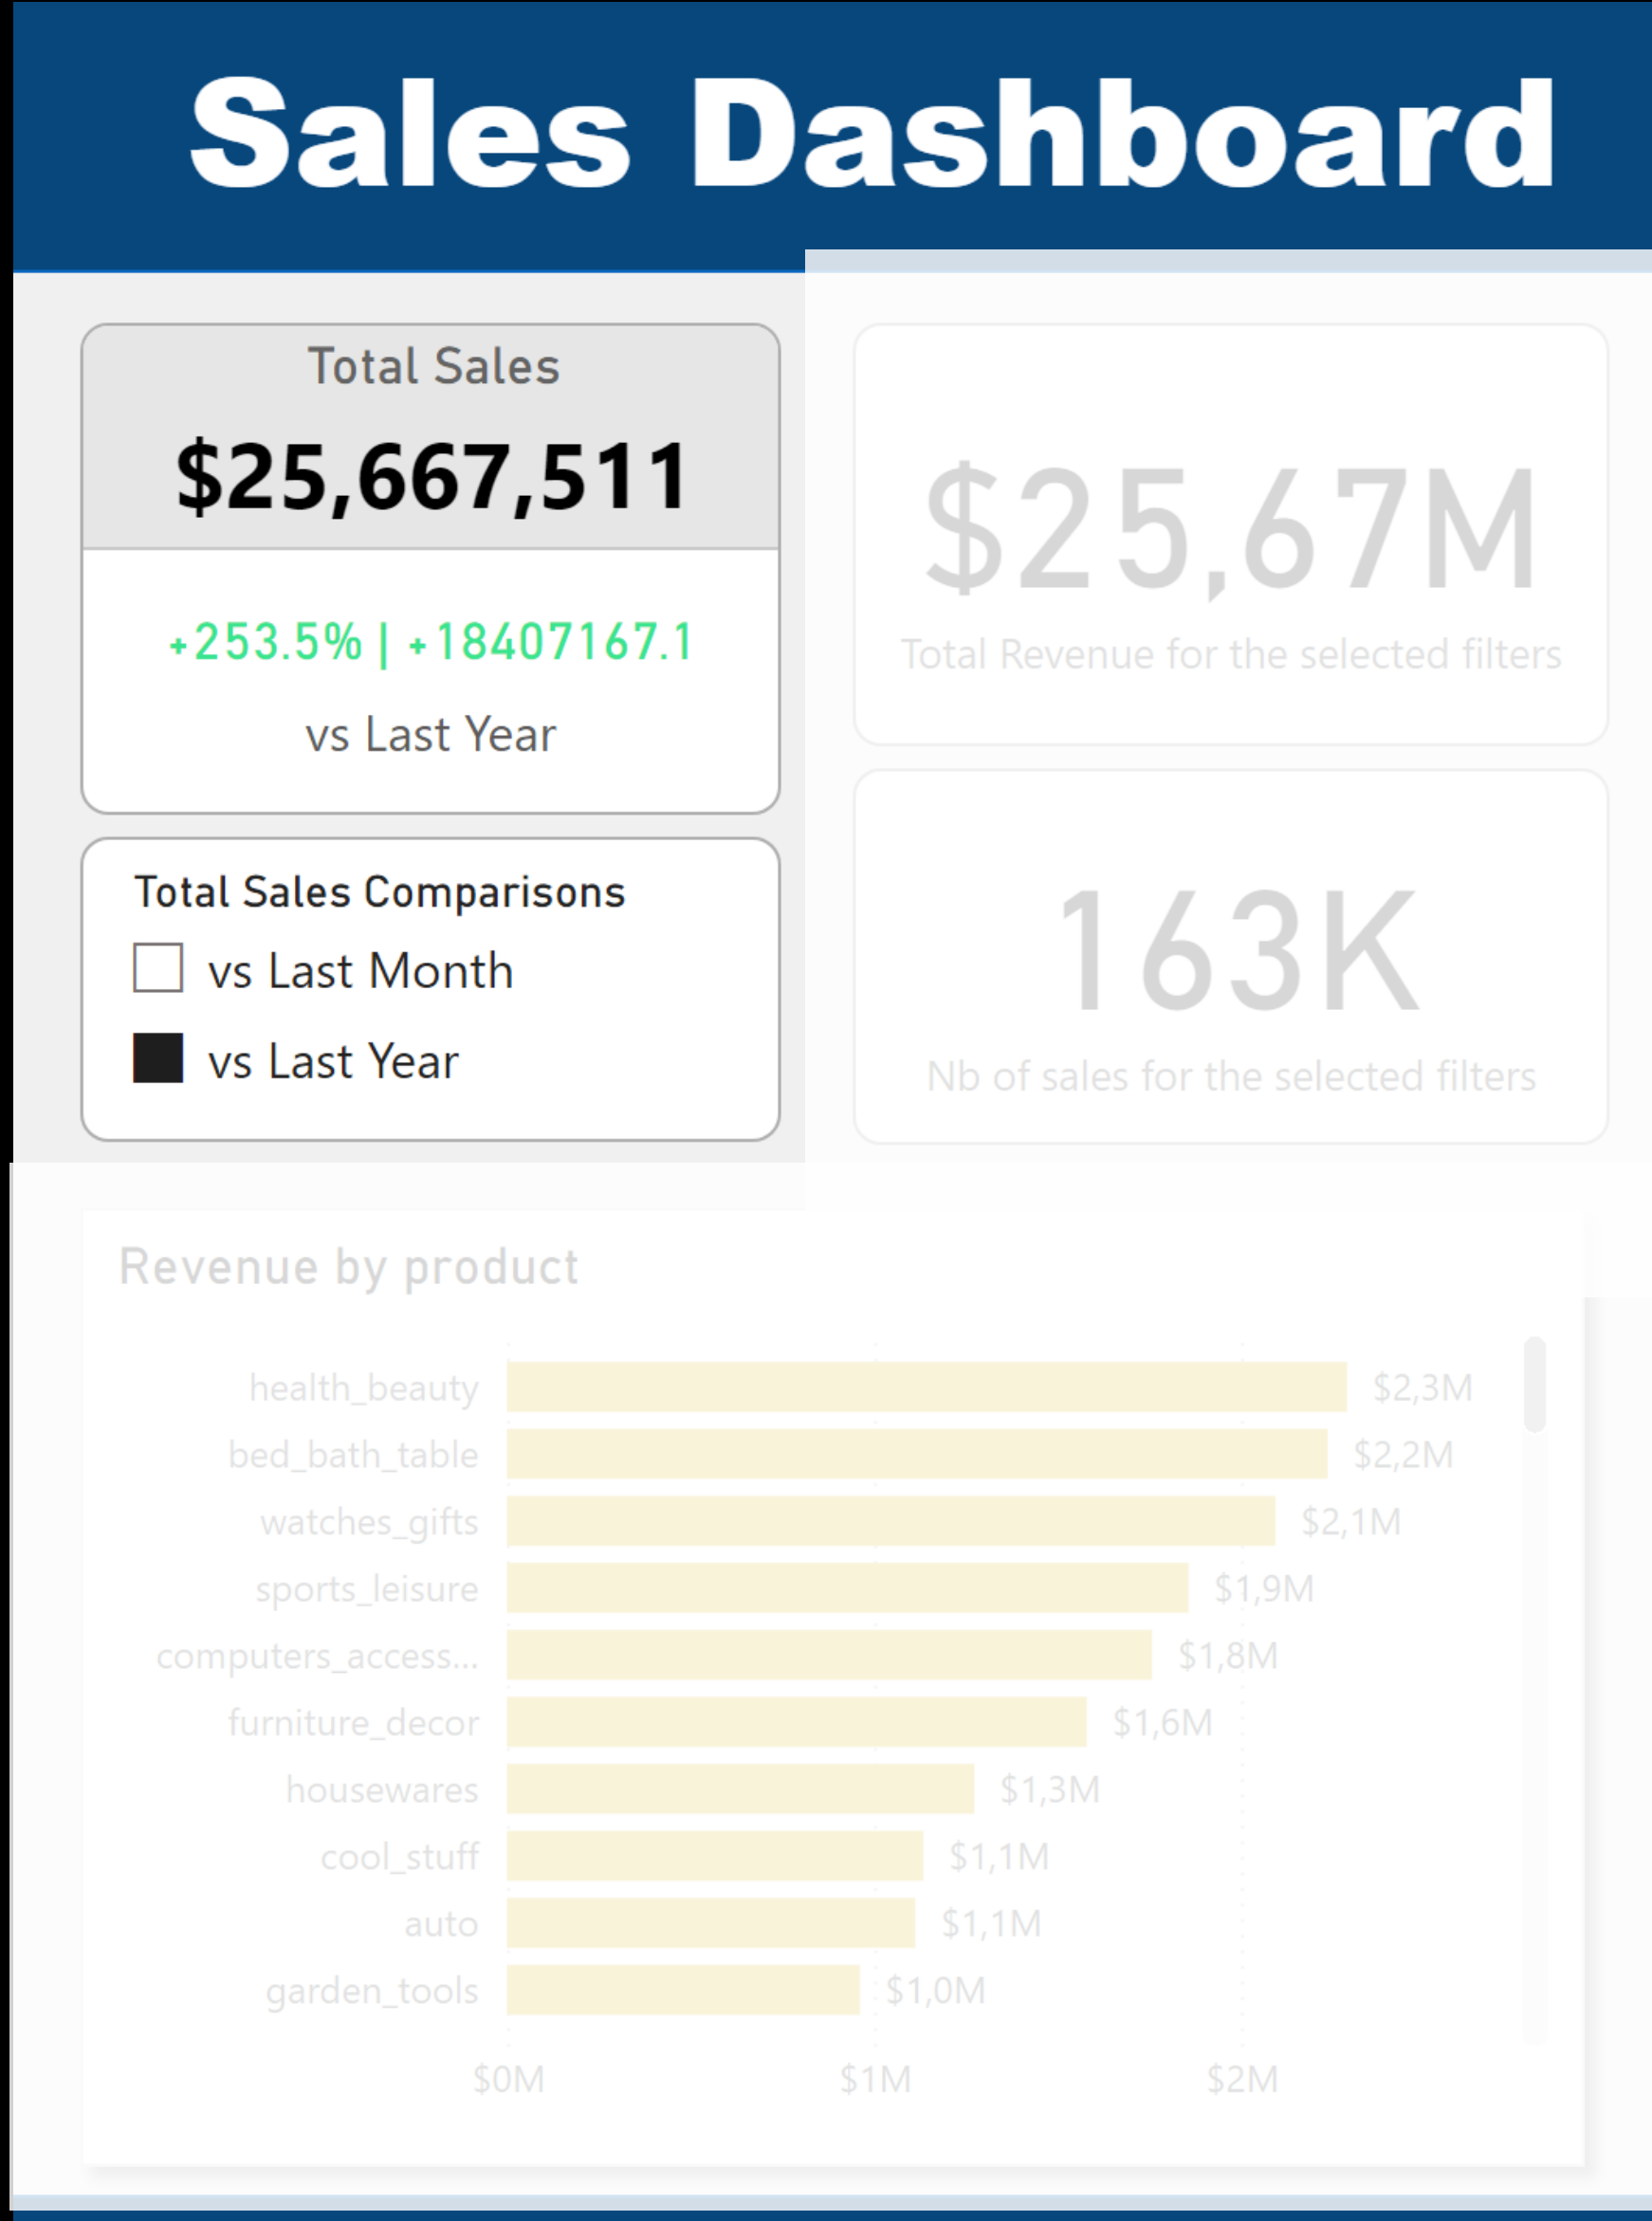 Sales Dashboard
Total Sales
$25,667,511
+253.5% | +18407167.1
vs Last Year
Total Sales Comparisons
vs Last Month
vs Last Year
$25,67M
Total Revenue for the selected filters
163K
Nb of sales for the selected filters
Revenue by product
health_beauty $2,3M
bed_bath_table $2,2M
watches_gifts $2,1M
sports_leisure $1,9M
computers_access... $1,8M
furniture_decor $1,6M
housewares $1,3M
cool_stuff $1,1M
auto $1,1M
garden_tools $1,0M
$0M $1M $2M